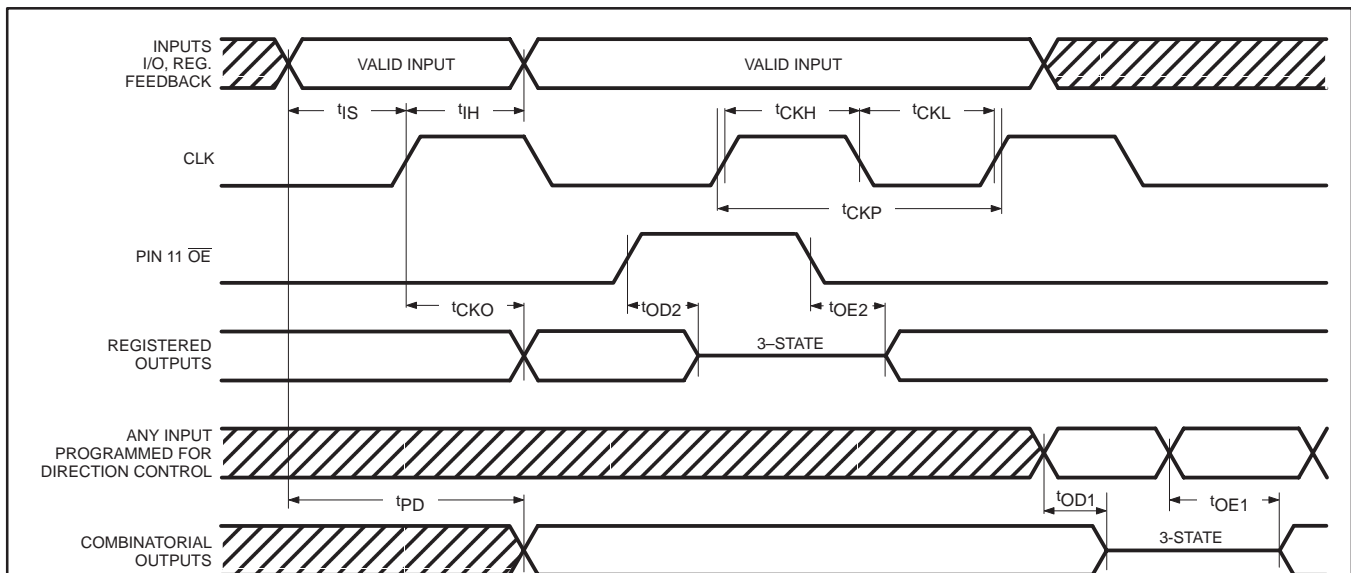 INPUTS
I/O, REG.
FEEDBACK
VALID INPUT
VALID INPUT
tIS
tIH
tCKH
tCKL
CLK
tCKP
PIN 11 O̅E̅
tCKO
tOD2
tOE2
REGISTERED
OUTPUTS
3–STATE
ANY INPUT
PROGRAMMED FOR
DIRECTION CONTROL
tPD
tOD1
tOE1
COMBINATORIAL
OUTPUTS
3-STATE